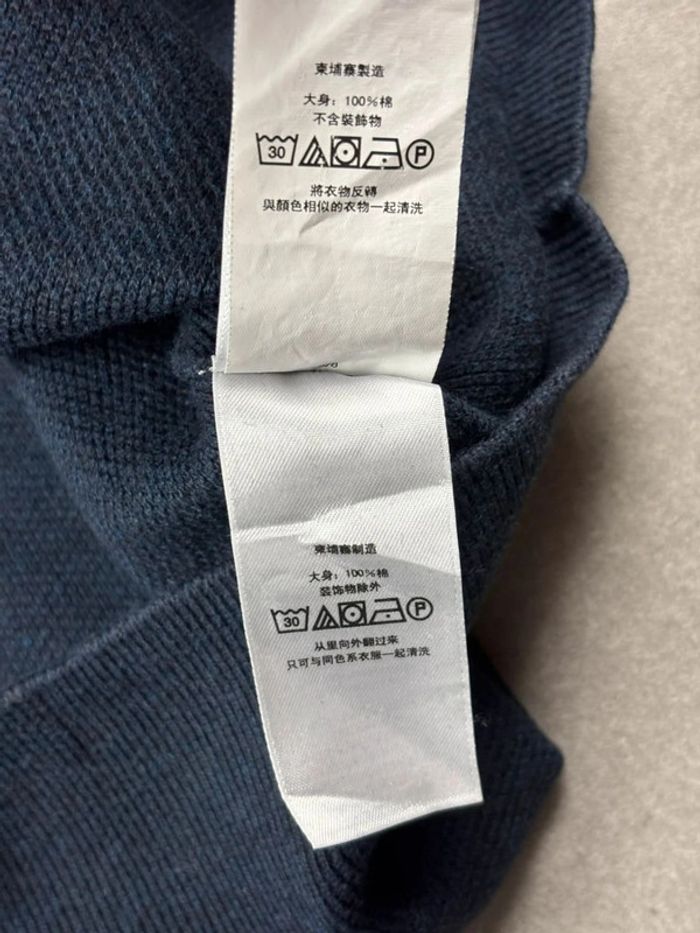 柬埔寨製造
大身：100%棉
不含裝飾物
30 P
將衣物反轉
與顏色相似的衣物一起清洗
柬埔寨制造
大身：100%棉
装饰物除外
30 P
从里向外翻过来
只可与同色系衣服一起清洗